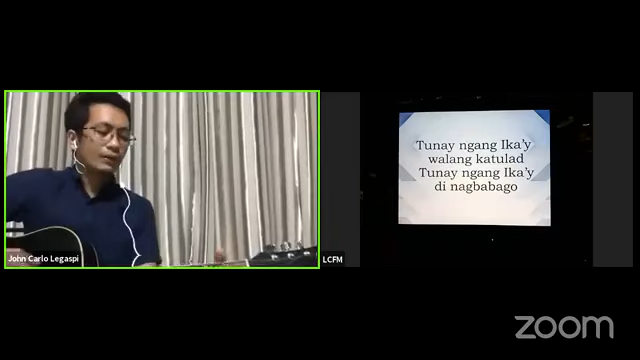 Tunay ngang Ika'y
walang katulad
Tunay ngang Ika'y
di nagbabago
John Carlo Legaspi
LCFM
zoom